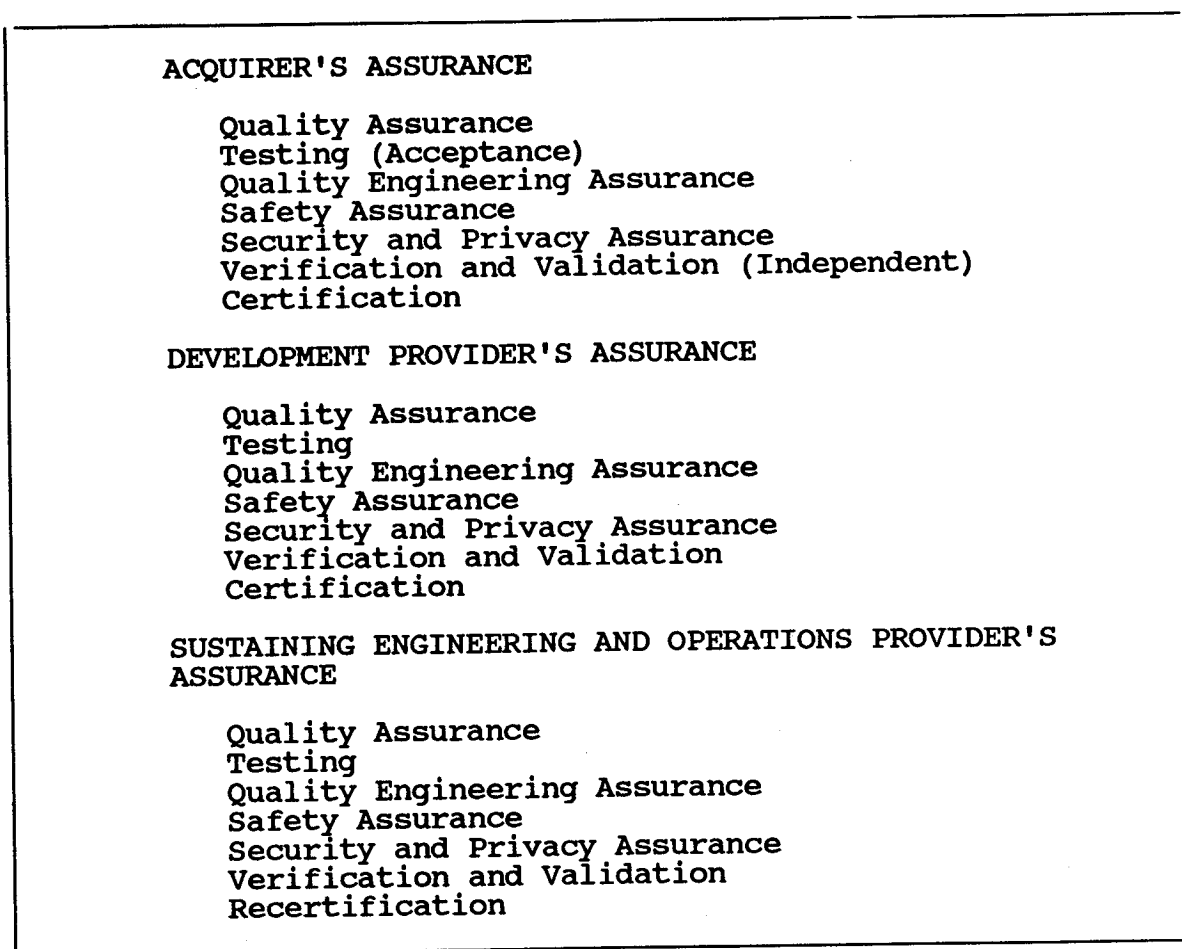 ACQUIRER'S ASSURANCE
Quality Assurance
Testing (Acceptance)
Quality Engineering Assurance
Safety Assurance
Security and Privacy Assurance
Verification and Validation (Independent)
Certification
DEVELOPMENT PROVIDER'S ASSURANCE
Quality Assurance
Testing
Quality Engineering Assurance
Safety Assurance
Security and Privacy Assurance
Verification and Validation
Certification
SUSTAINING ENGINEERING AND OPERATIONS PROVIDER'S
ASSURANCE
Quality Assurance
Testing
Quality Engineering Assurance
Safety Assurance
Security and Privacy Assurance
Verification and Validation
Recertification